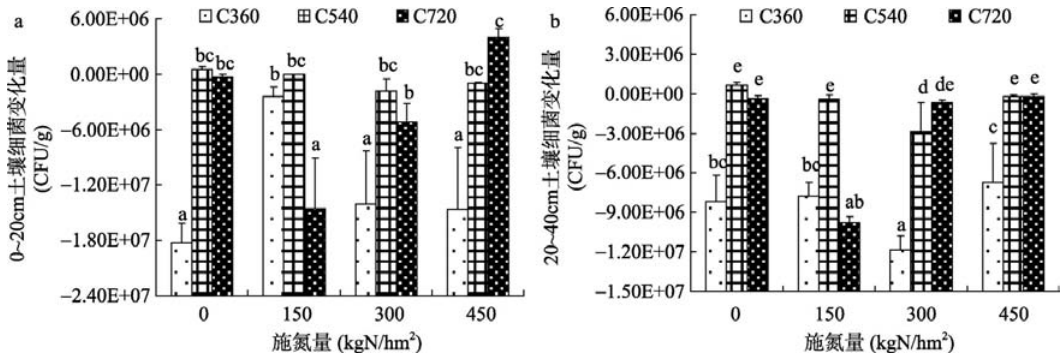 a
C360 C540 C720
6.00E+06
0.00E+00
−6.00E+06
−1.20E+07
−1.80E+07
−2.40E+07
0~20cm土壤细菌变化量
(CFU/g)
a bc bc b bc a a bc b a bc c
0 150 300 450
施氮量 (kgN/hm²)
b
C360 C540 C720
6.00E+06
3.00E+06
0.00E+00
−3.00E+06
−6.00E+06
−9.00E+06
−1.20E+07
−1.50E+07
20~40cm土壤细菌变化量
(CFU/g)
bc e e bc e ab a d de c e e
0 150 300 450
施氮量 (kgN/hm²)